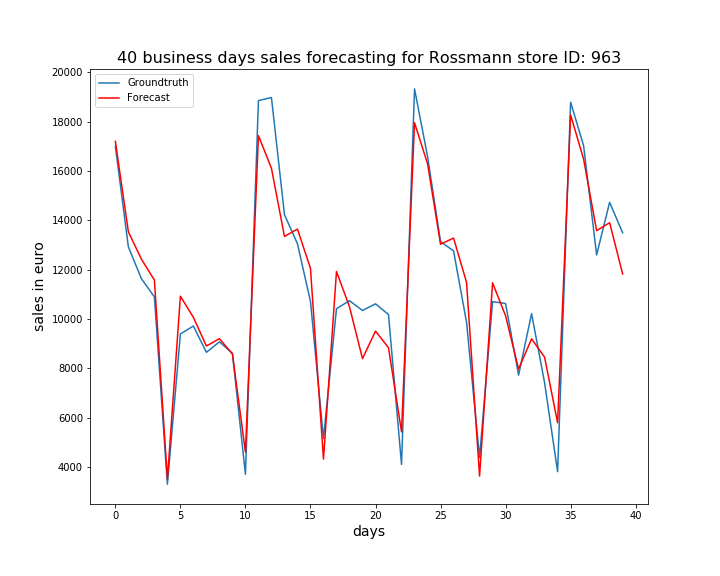 40 business days sales forecasting for Rossmann store ID: 963
Groundtruth
Forecast
sales in euro
20000
18000
16000
14000
12000
10000
8000
6000
4000
0 5 10 15 20 25 30 35 40
days